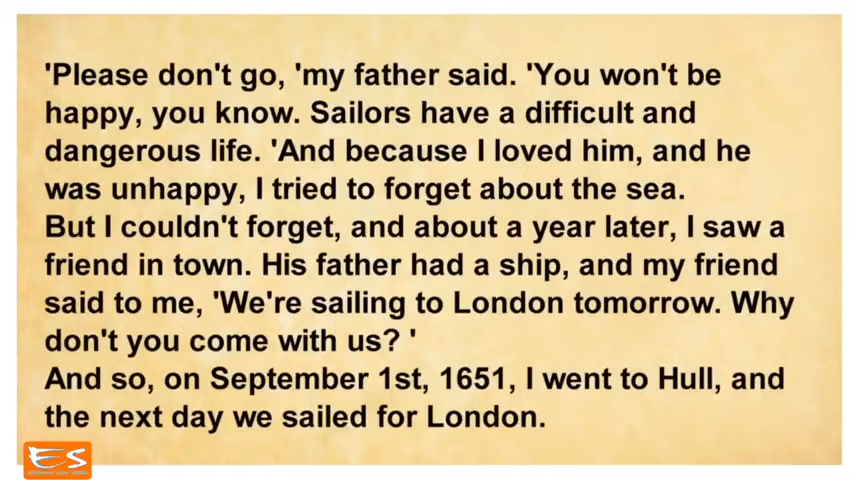 'Please don't go, 'my father said. 'You won't be
happy, you know. Sailors have a difficult and
dangerous life. 'And because I loved him, and he
was unhappy, I tried to forget about the sea.
But I couldn't forget, and about a year later, I saw a
friend in town. His father had a ship, and my friend
said to me, 'We're sailing to London tomorrow. Why
don't you come with us? '
And so, on September 1st, 1651, I went to Hull, and
the next day we sailed for London.
ES